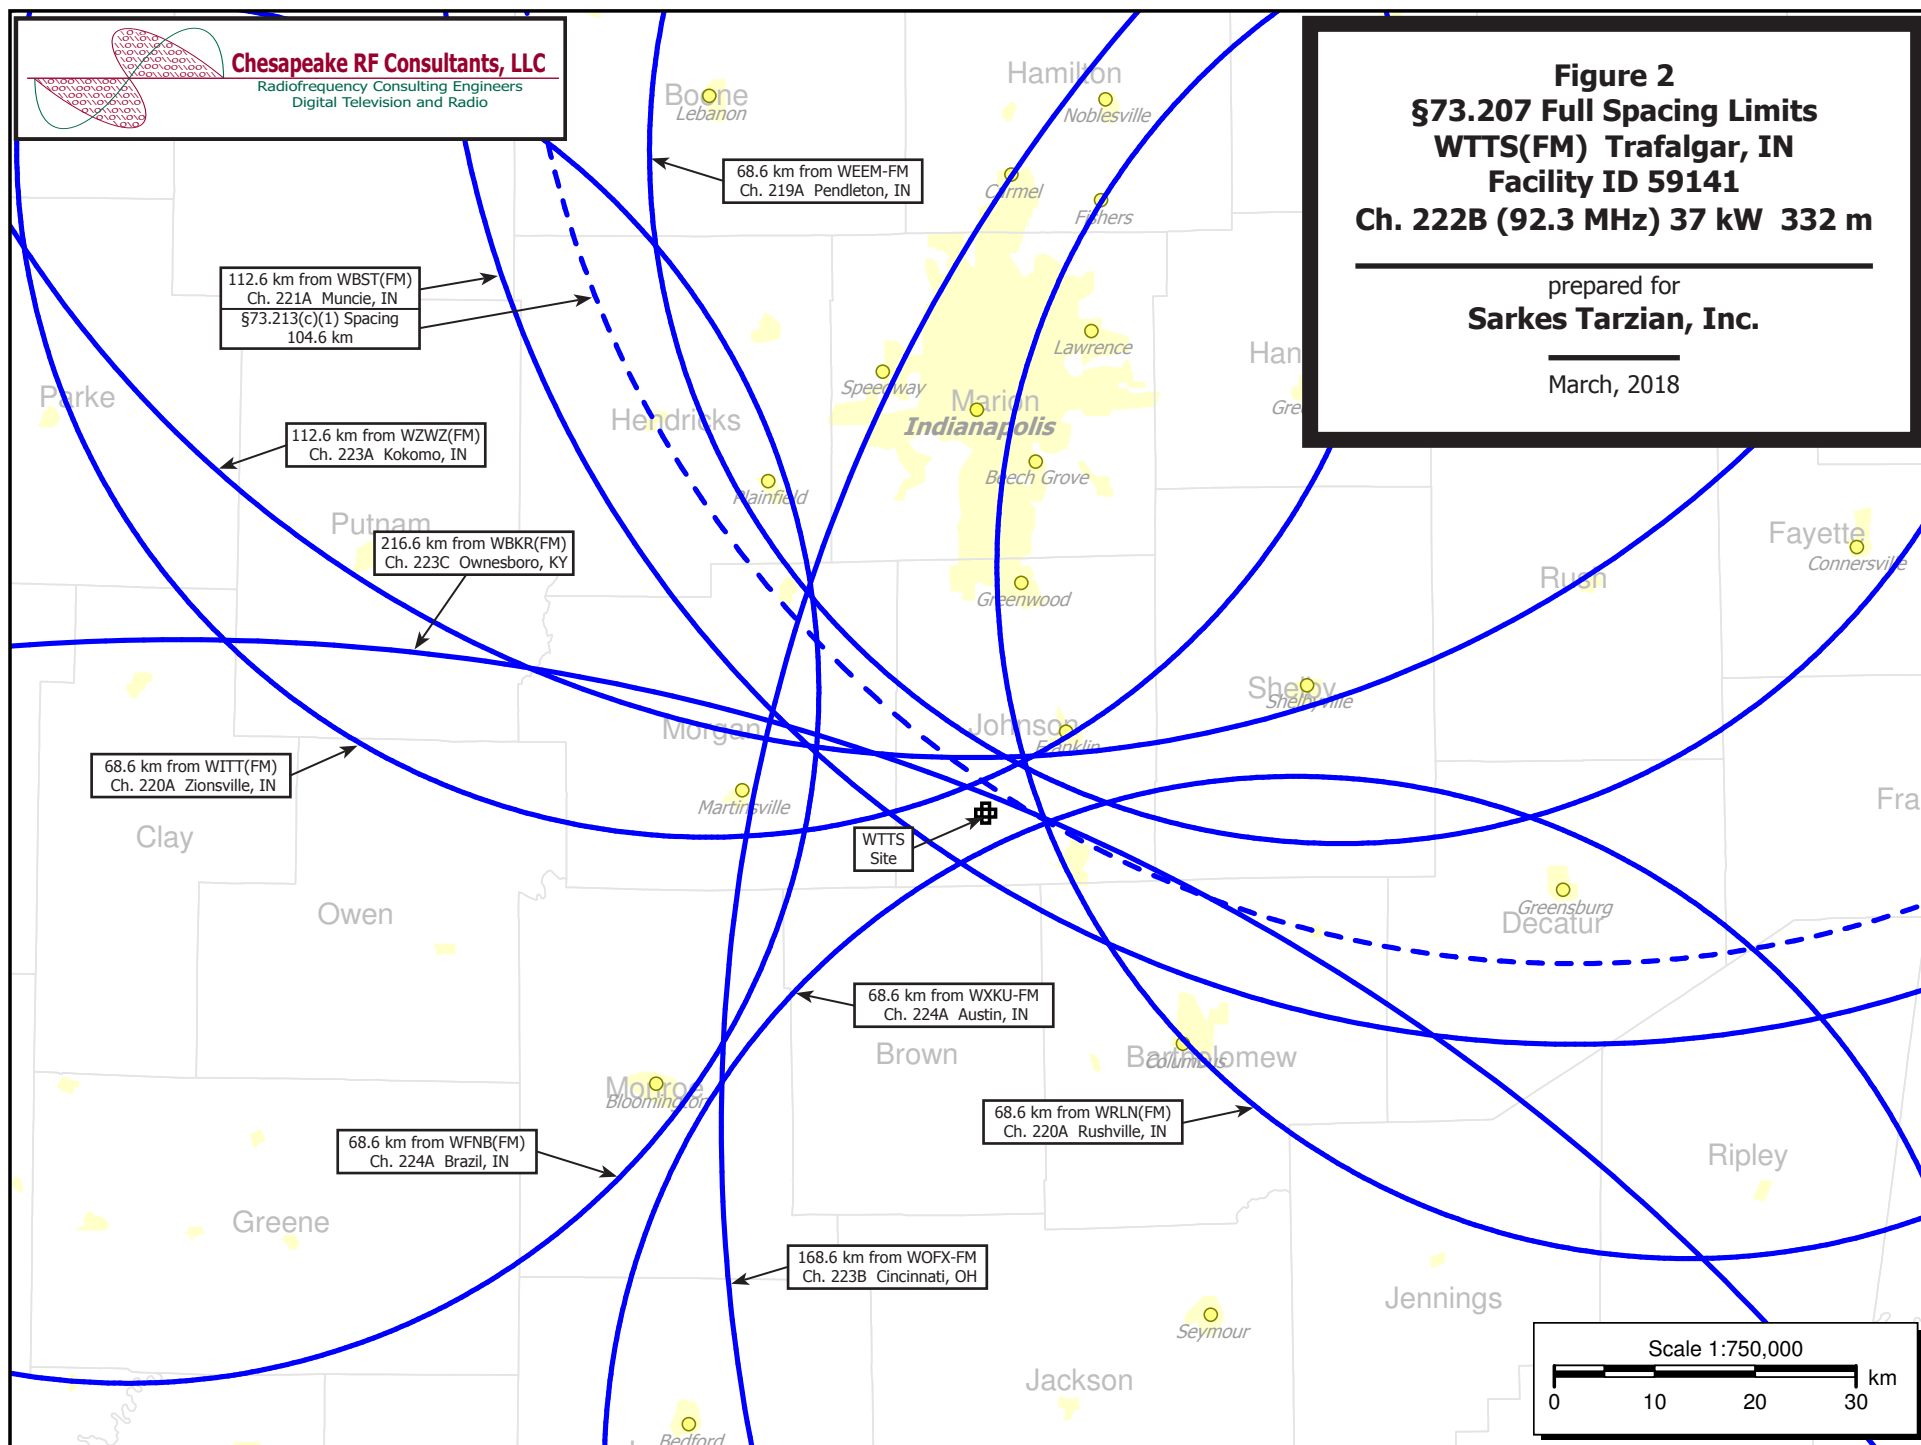 Chesapeake RF Consultants, LLC
Radiofrequency Consulting Engineers
Digital Television and Radio
Figure 2
§73.207 Full Spacing Limits
WTTS(FM) Trafalgar, IN
Facility ID 59141
Ch. 222B (92.3 MHz) 37 kW 332 m
prepared for
Sarkes Tarzian, Inc.
March, 2018
Boone
Lebanon
Hamilton
Noblesville
68.6 km from WEEM-FM
Ch. 219A Pendleton, IN
Carmel
Fishers
112.6 km from WBST(FM)
Ch. 221A Muncie, IN
§73.213(c)(1) Spacing
104.6 km
Lawrence
Han
Speedway
Parke
Marion
Gre
Hendricks
Indianapolis
112.6 km from WZWZ(FM)
Ch. 223A Kokomo, IN
Beech Grove
Plainfield
Putnam
216.6 km from WBKR(FM)
Ch. 223C Ownesboro, KY
Fayette
Connersville
Rush
Greenwood
Shelby
Shelbyville
Morgan
Johnson
Franklin
68.6 km from WITT(FM)
Ch. 220A Zionsville, IN
Martinsville
Fra
Clay
WTTS
Site
Owen
Greensburg
Decatur
68.6 km from WXKU-FM
Ch. 224A Austin, IN
Brown
Bartholomew
Columbus
Monroe
Bloomington
68.6 km from WRLN(FM)
Ch. 220A Rushville, IN
68.6 km from WFNB(FM)
Ch. 224A Brazil, IN
Ripley
Greene
168.6 km from WOFX-FM
Ch. 223B Cincinnati, OH
Jennings
Seymour
Jackson
Bedford
Scale 1:750,000
km
0 10 20 30